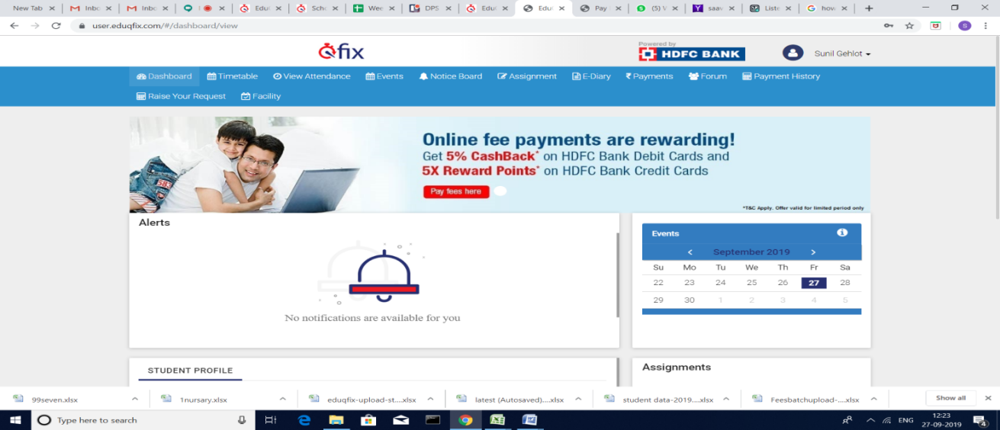 New Tab Inbo Inbo Edu Sche Wee DPS Edu Edu Pay (5) V saav Liste how
user.eduqfix.com/#/dashboard/view
Qfix
Powered by
HDFC BANK
Sunil Gehlot
Dashboard Timetable View Attendance Events Notice Board Assignment E-Diary Payments Forum Payment History
Raise Your Request Facility
Online fee payments are rewarding!
Get 5% CashBack* on HDFC Bank Debit Cards and
5X Reward Points* on HDFC Bank Credit Cards
Pay fees here
*T&C Apply. Offer valid for limited period only
583
Alerts
No notifications are available for you
Events
< September 2019 >
Su Mo Tu We Th Fr Sa
22 23 24 25 26 27 28
29 30 1 2 3 4 5
STUDENT PROFILE
Assignments
99seven.xlsx 1nursary.xlsx eduqfix-upload-st....xlsx latest (Autosaved)....xlsx student data-2019....xlsx Feesbatchupload-....xlsx Show all
Type here to search
ENG
12:23
27-09-2019
4